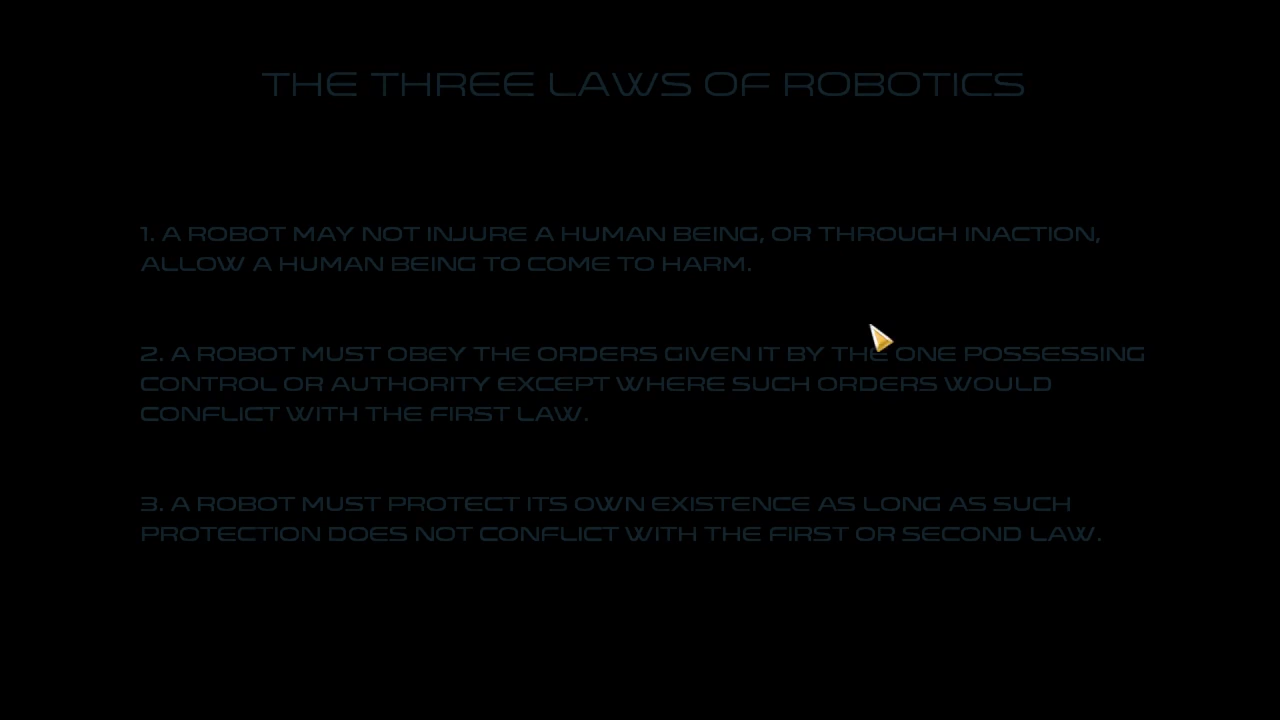 THE THREE LAWS OF ROBOTICS
1. A ROBOT MAY NOT INJURE A HUMAN BEING, OR THROUGH INACTION,
ALLOW A HUMAN BEING TO COME TO HARM.
2. A ROBOT MUST OBEY THE ORDERS GIVEN IT BY THE ONE POSSESSING
CONTROL OR AUTHORITY EXCEPT WHERE SUCH ORDERS WOULD
CONFLICT WITH THE FIRST LAW.
3. A ROBOT MUST PROTECT ITS OWN EXISTENCE AS LONG AS SUCH
PROTECTION DOES NOT CONFLICT WITH THE FIRST OR SECOND LAW.